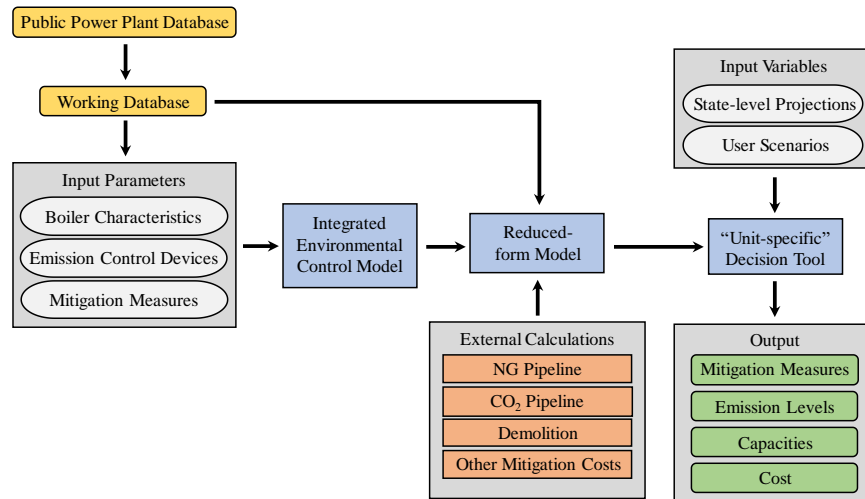 Public Power Plant Database
Working Database
Input Parameters
Boiler Characteristics
Emission Control Devices
Mitigation Measures
Integrated
Environmental
Control Model
Reduced-
form Model
External Calculations
NG Pipeline
CO₂ Pipeline
Demolition
Other Mitigation Costs
Input Variables
State-level Projections
User Scenarios
“Unit-specific”
Decision Tool
Output
Mitigation Measures
Emission Levels
Capacities
Cost